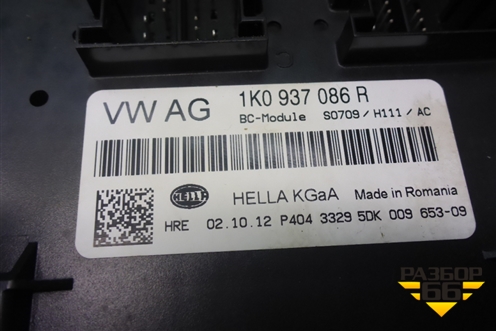 VW AG
1K0 937 086 R
BC-Module S0709 / H111 / AC
HELLA
HELLA KGaA Made in Romania
HRE 02.10.12 P404 3329 5DK 009 653-09
РАЗБОР
66